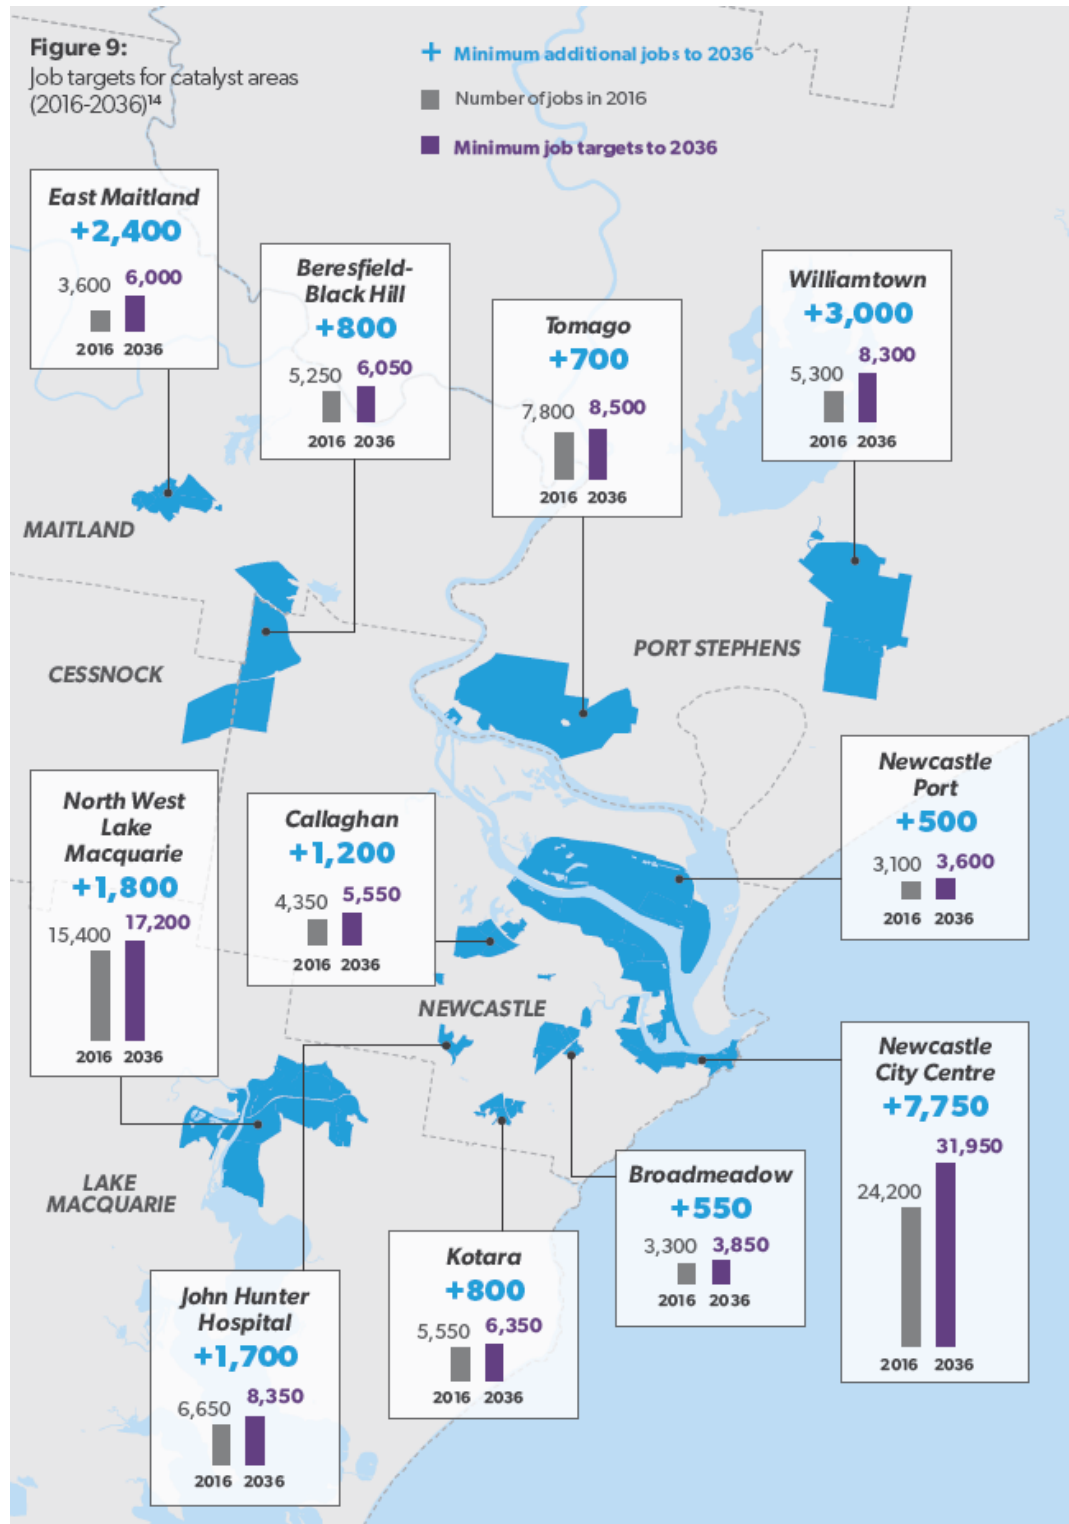 Figure 9:
Job targets for catalyst areas
(2016-2036)¹⁴
+ Minimum additional jobs to 2036
Number of jobs in 2016
Minimum job targets to 2036
East Maitland
+2,400
3,600 6,000
2016 2036
Beresfield-
Black Hill
+800
5,250 6,050
2016 2036
Tomago
+700
7,800 8,500
2016 2036
Williamtown
+3,000
5,300 8,300
2016 2036
MAITLAND
CESSNOCK
PORT STEPHENS
North West
Lake
Macquarie
+1,800
15,400 17,200
2016 2036
Callaghan
+1,200
4,350 5,550
2016 2036
Newcastle
Port
+500
3,100 3,600
2016 2036
NEWCASTLE
Newcastle
City Centre
+7,750
24,200 31,950
2016 2036
LAKE
MACQUARIE
Broadmeadow
+550
3,300 3,850
2016 2036
Kotara
+800
5,550 6,350
2016 2036
John Hunter
Hospital
+1,700
6,650 8,350
2016 2036